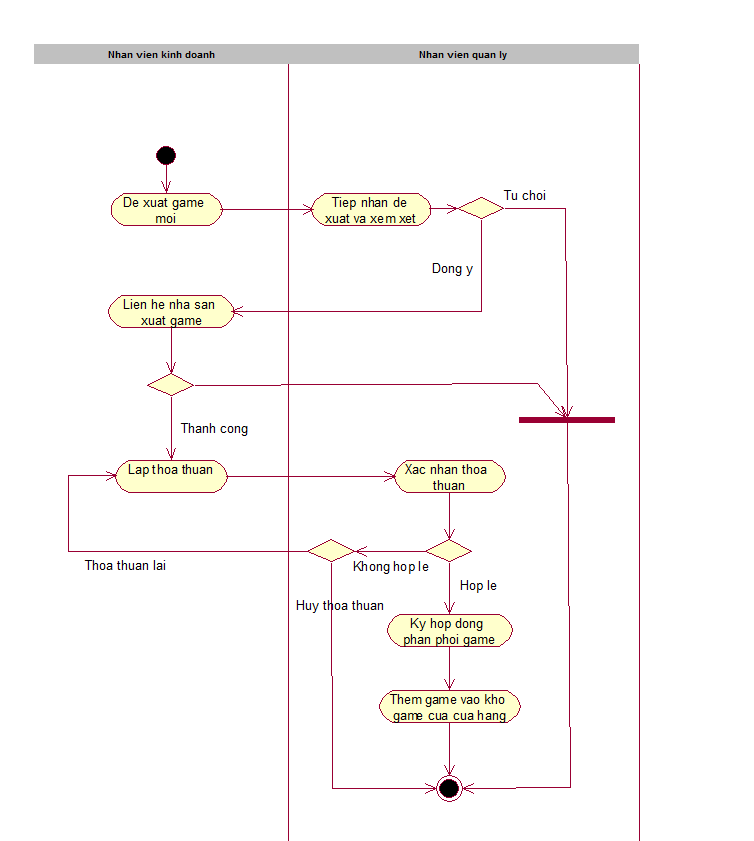 Nhan vien kinh doanh
Nhan vien quan ly
De xuat game
moi
Tiep nhan de
xuat va xem xet
Tu choi
Dong y
Lien he nha san
xuat game
Thanh cong
Lap thoa thuan
Xac nhan thoa
thuan
Khong hop le
Thoa thuan lai
Hop le
Huy thoa thuan
Ky hop dong
phan phoi game
Them game vao kho
game cua cua hang